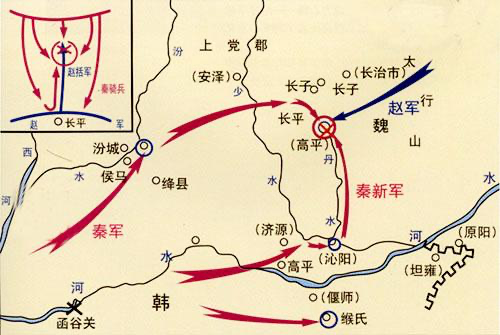 赵括军
秦骑兵
赵
长平
军
西
河
汾
水
上党郡
(安泽)
少
水
长子
长子
(长治市)
太
行
山
赵军
魏
长平
(高平)
丹
水
汾城
侯马
绛县
秦军
秦新军
水
河
(济源)
高平
(沁阳)
河
水
(原阳)
(坦雍)
(偃师)
缑氏
韩
函谷关